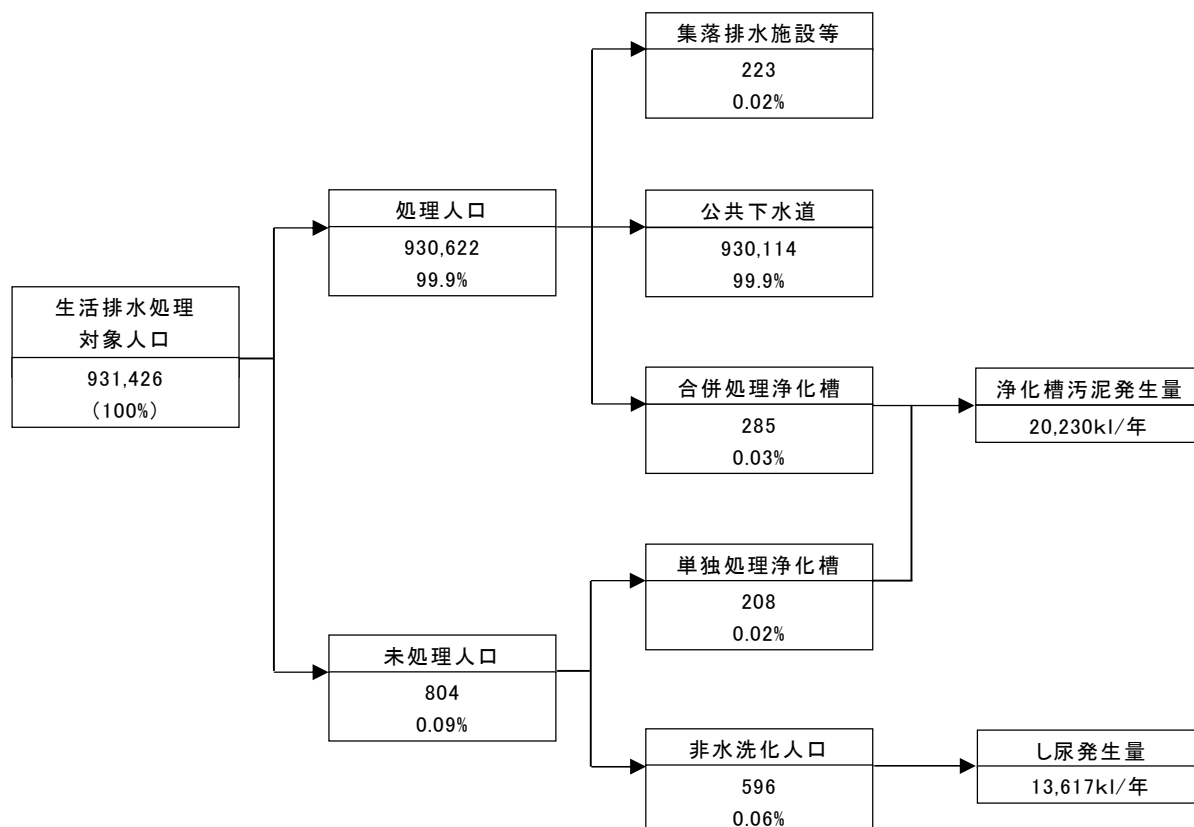 集落排水施設等
223
0.02%
処理人口
930,622
99.9%
公共下水道
930,114
99.9%
生活排水処理
対象人口
931,426
(100%)
合併処理浄化槽
285
0.03%
浄化槽汚泥発生量
20,230kl/年
単独処理浄化槽
208
0.02%
未処理人口
804
0.09%
非水洗化人口
596
0.06%
し尿発生量
13,617kl/年